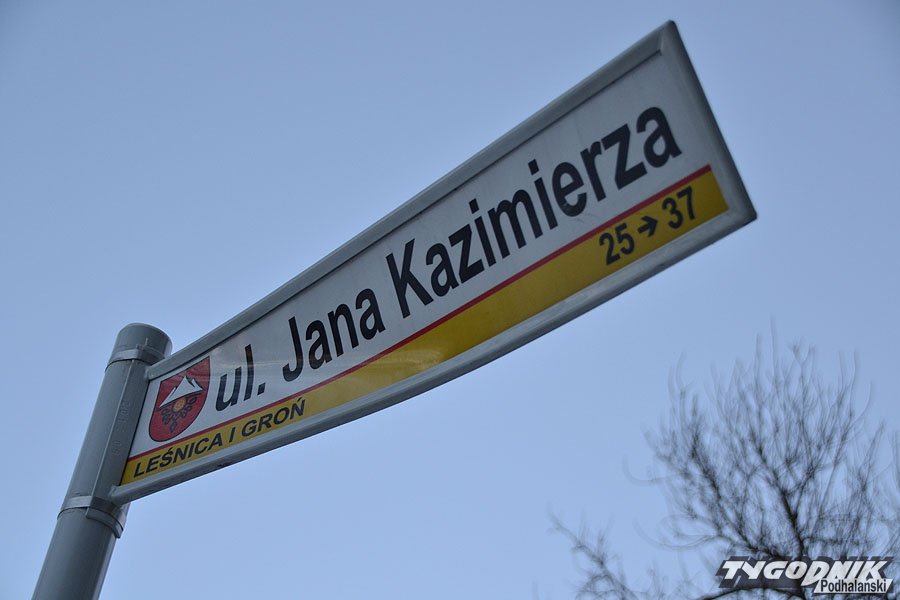 ul. Jana Kazimierza
25→37
LEŚNICA I GROŃ
TYGODNIK
Podhalański